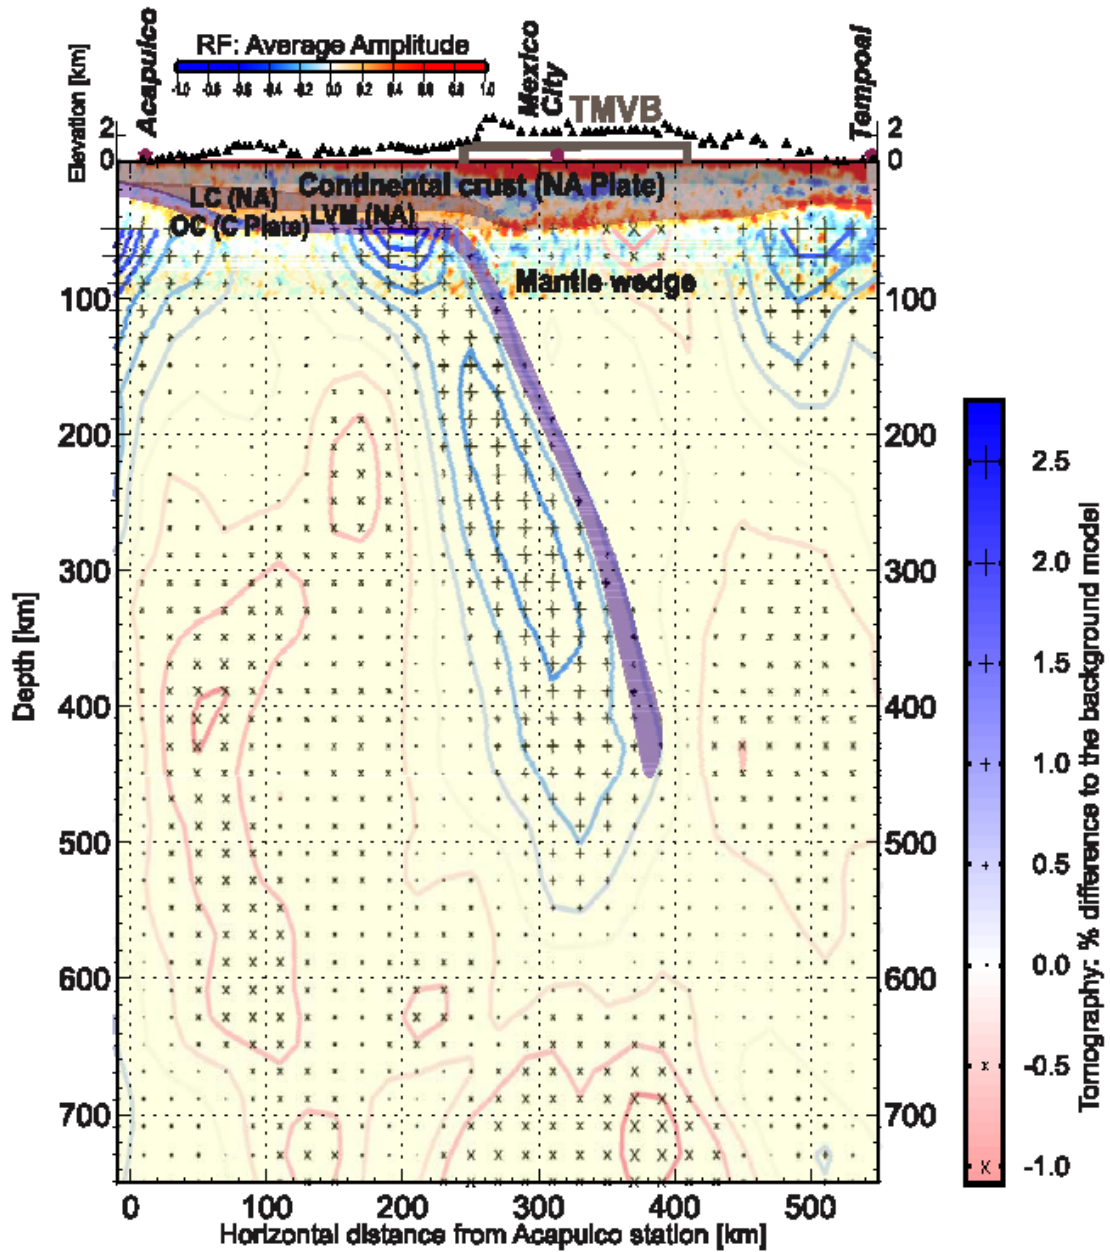 Acapulco
Mexico
City
Tempoal
RF: Average Amplitude
-1.0 -0.8 -0.6 -0.4 -0.2 0.0 0.2 0.4 0.6 0.8 1.0
TMVB
Elevation [km]
2
0
2
0
Continental crust (NA Plate)
LC (NA)
LVM (NA)
OC (C Plate)
Mantle wedge
100
200
300
400
500
600
700
100
200
300
400
500
600
700
Depth [km]
0 100 200 300 400 500
Horizontal distance from Acapulco station [km]
2.5
2.0
1.5
1.0
0.5
0.0
-0.5
-1.0
Tomography: % difference to the background model